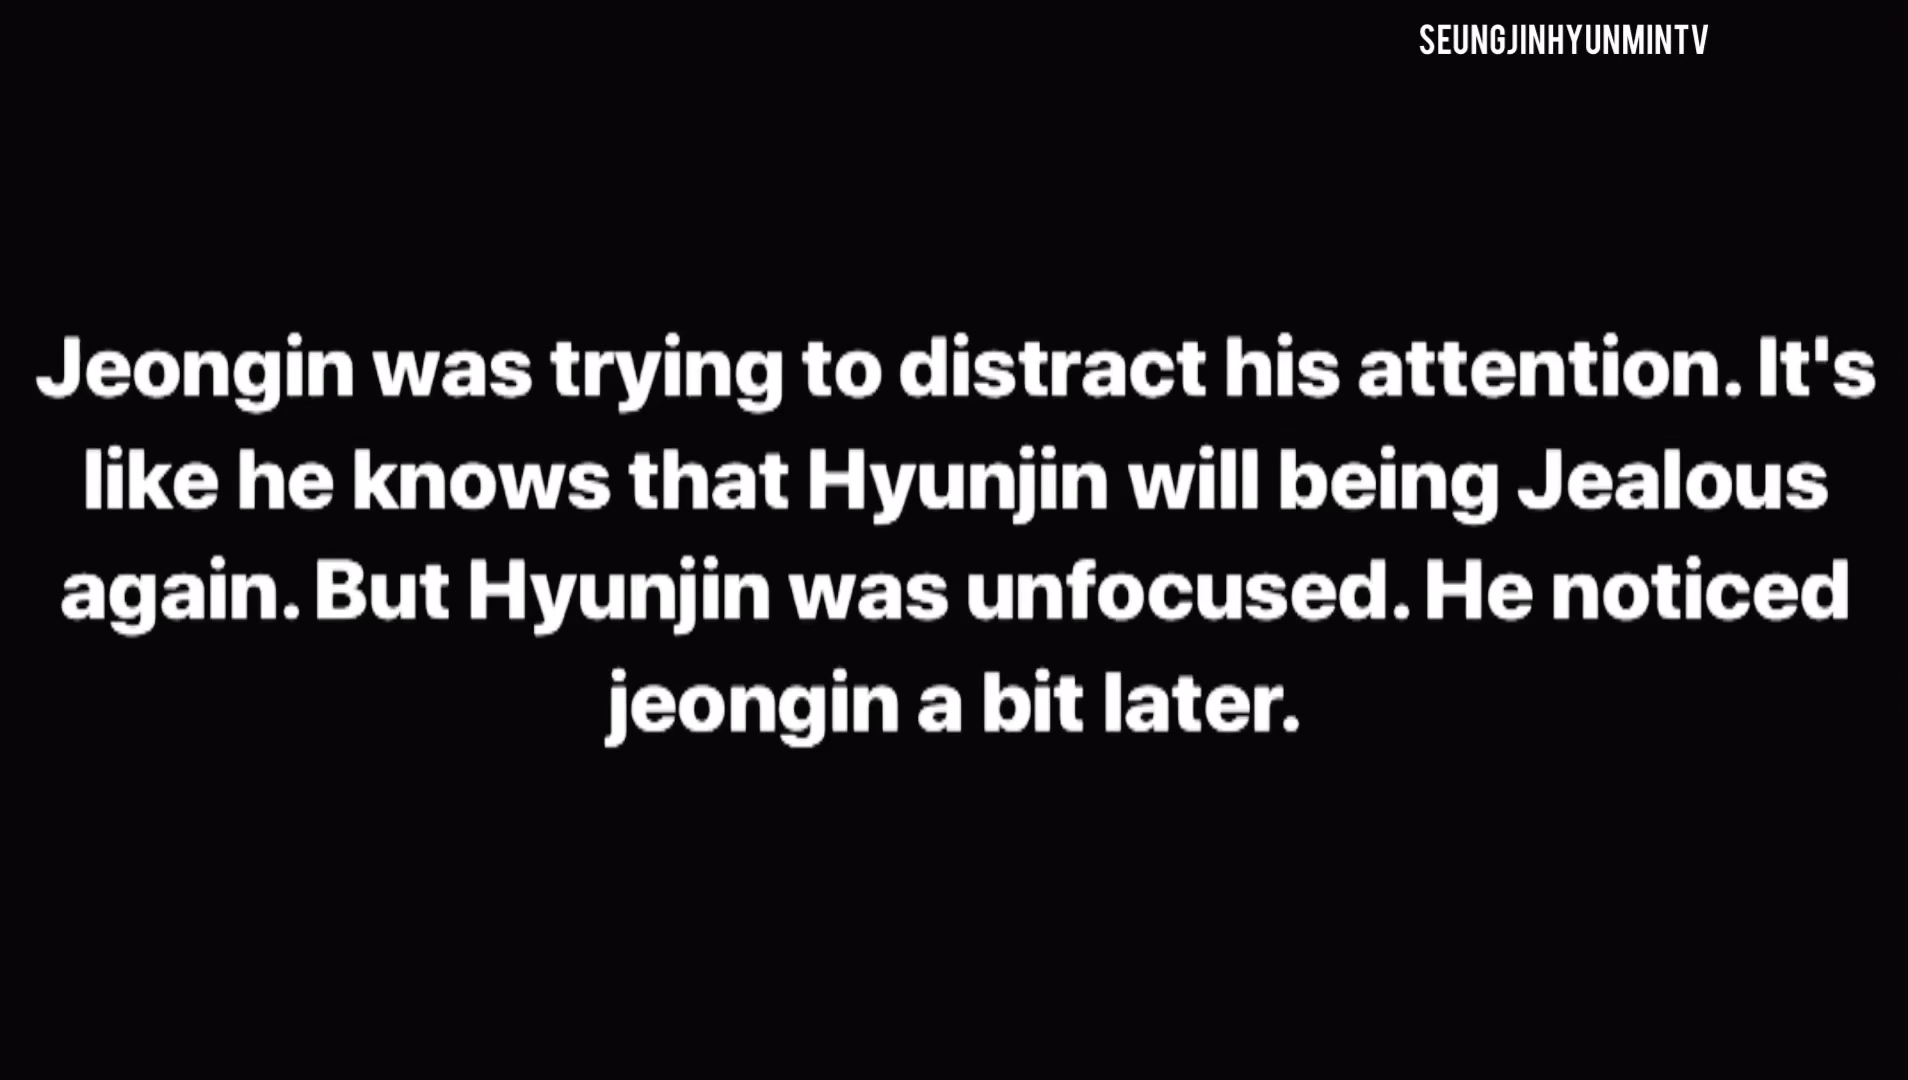 SEUNGJINHYUNMINTV
Jeongin was trying to distract his attention. It's
like he knows that Hyunjin will being Jealous
again. But Hyunjin was unfocused. He noticed
jeongin a bit later.